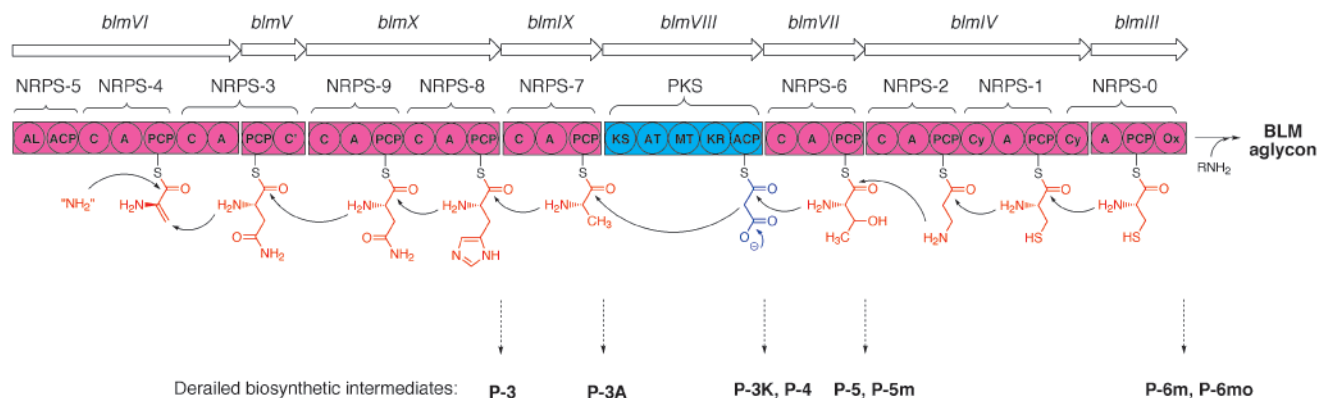 blmVI blmV blmX blmIX blmVIII blmVII blmIV blmIII
NRPS-5 NRPS-4 NRPS-3 NRPS-9 NRPS-8 NRPS-7 PKS NRPS-6 NRPS-2 NRPS-1 NRPS-0
AL ACP C A PCP C A PCP C' C A PCP C A PCP C A PCP KS AT MT KR ACP C A PCP C A PCP Cy A PCP Cy A PCP Ox
BLM
aglycon
RNH2
S S S S S S S S S S
"NH2" H2N O H2N O H2N O H2N O H2N O O H2N O O H2N O H2N O
CH3 OH
O NH2 O NH2 N NH O ⊖ H3C H2N HS HS
Derailed biosynthetic intermediates: P-3 P-3A P-3K, P-4 P-5, P-5m P-6m, P-6mo